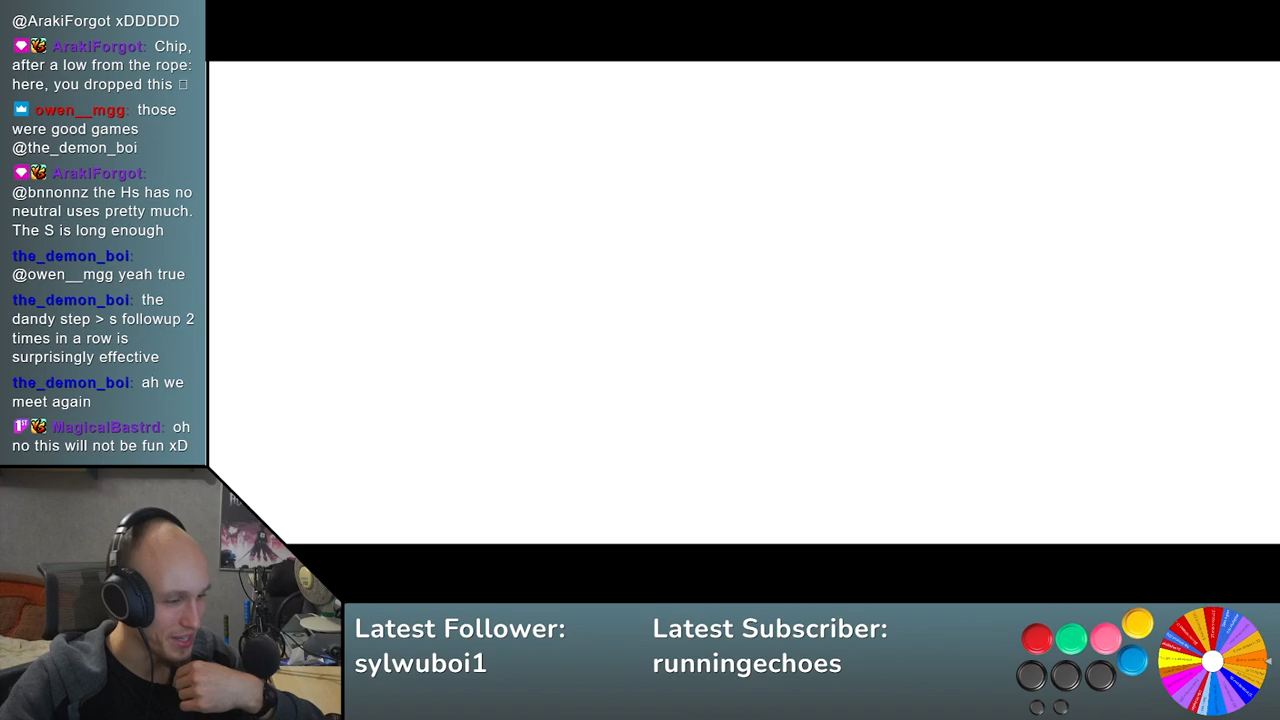 @ArakiForgot xDDDDD
ArakiForgot: Chip,
after a low from the rope:
here, you dropped this
owen__mgg: those
were good games
@the_demon_boi
ArakiForgot:
@bnnonnz the Hs has no
neutral uses pretty much.
The S is long enough
the_demon_boi:
@owen__mgg yeah true
the_demon_boi: the
dandy step > s followup 2
times in a row is
surprisingly effective
the_demon_boi: ah we
meet again
1ST MagicalBastrd: oh
no this will not be fun xD
Latest Follower:
sylwuboi1
Latest Subscriber:
runningechoes